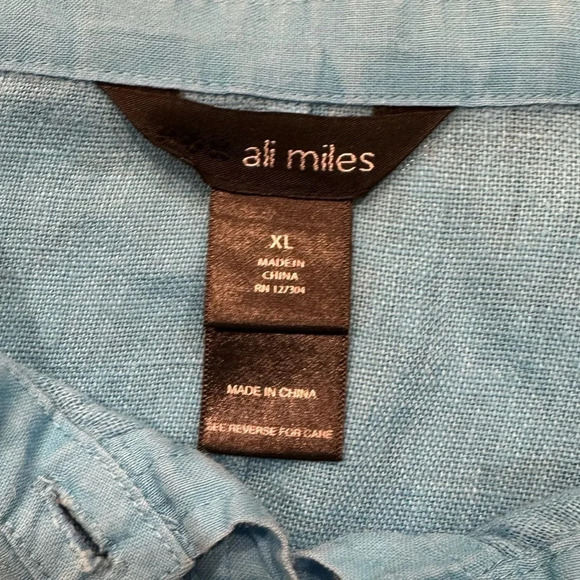 ali miles
XL
MADE IN
CHINA
RN 127304
MADE IN CHINA
SEE REVERSE FOR CARE